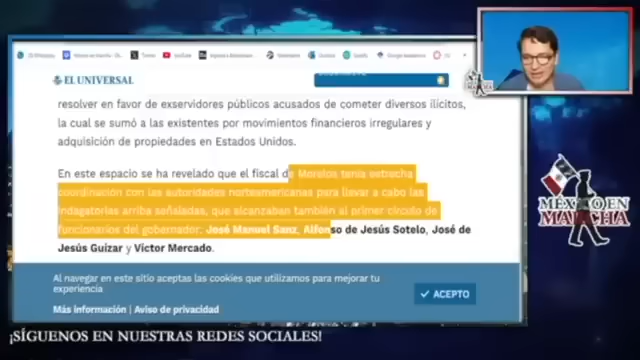 EL UNIVERSAL
resolver en favor de exservidores públicos acusados de cometer diversos ilícitos,
la cual se sumó a las existentes por movimientos financieros irregulares y
adquisición de propiedades en Estados Unidos.
En este espacio se ha revelado que el fiscal de Morelos tenía estrecha
coordinación con las autoridades norteamericanas para llevar a cabo las
indagatorias arriba señaladas, que alcanzaban también al primer círculo de
funcionarios del gobernador: José Manuel Sanz, Alfonso de Jesús Sotelo, José de
Jesús Guízar y Víctor Mercado.
Al navegar en este sitio aceptas las cookies que utilizamos para mejorar tu
experiencia
ACEPTO
Más información | Aviso de privacidad
MÉXICO EN
MARCHA
¡SÍGUENOS EN NUESTRAS REDES SOCIALES!